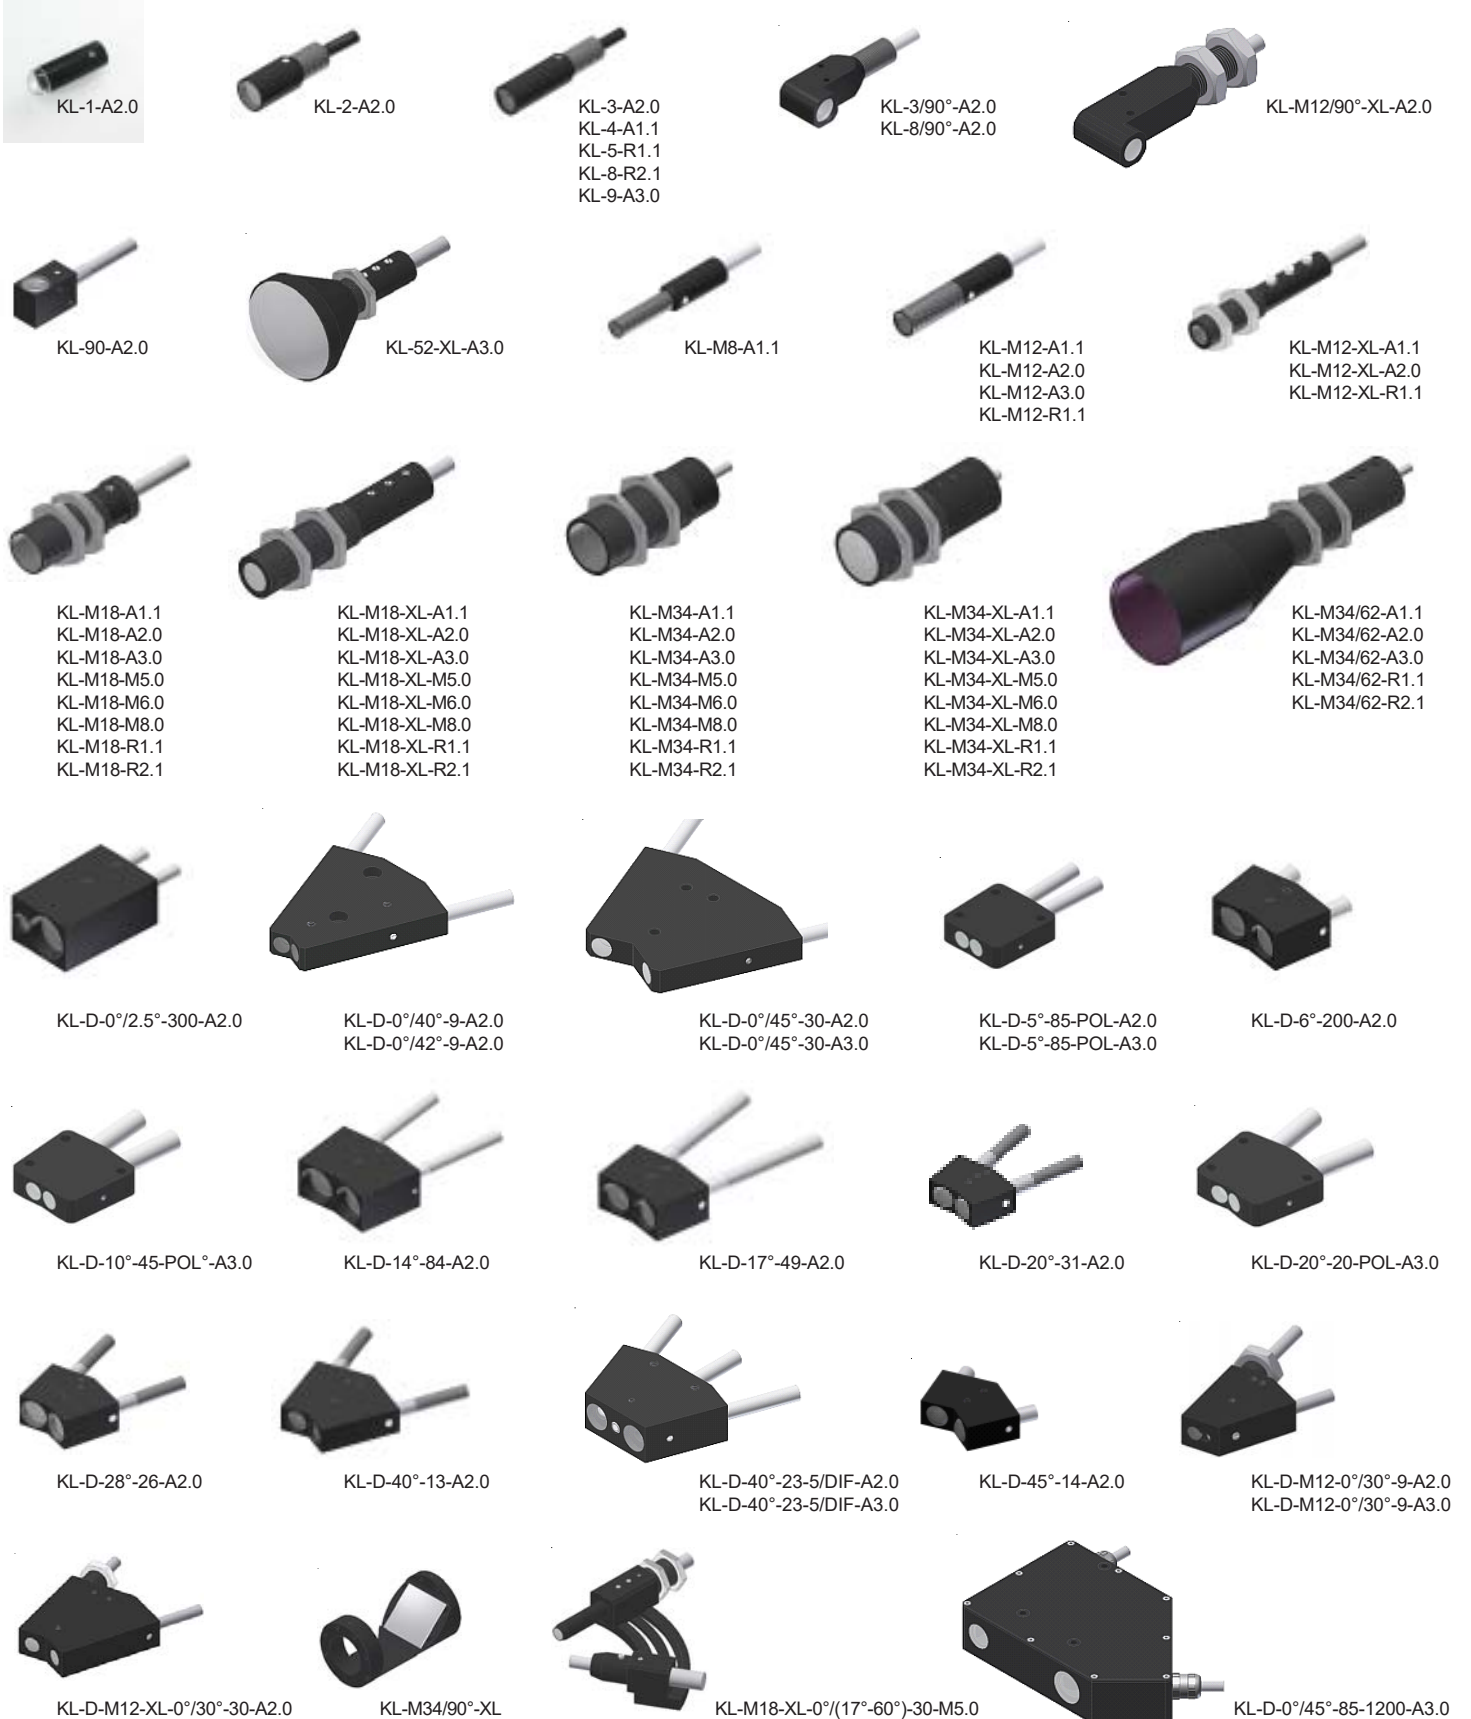 KL-1-A2.0
KL-2-A2.0
KL-3-A2.0
KL-4-A1.1
KL-5-R1.1
KL-8-R2.1
KL-9-A3.0
KL-3/90°-A2.0
KL-8/90°-A2.0
KL-M12/90°-XL-A2.0
KL-90-A2.0
KL-52-XL-A3.0
KL-M8-A1.1
KL-M12-A1.1
KL-M12-A2.0
KL-M12-A3.0
KL-M12-R1.1
KL-M12-XL-A1.1
KL-M12-XL-A2.0
KL-M12-XL-R1.1
KL-M18-A1.1
KL-M18-A2.0
KL-M18-A3.0
KL-M18-M5.0
KL-M18-M6.0
KL-M18-M8.0
KL-M18-R1.1
KL-M18-R2.1
KL-M18-XL-A1.1
KL-M18-XL-A2.0
KL-M18-XL-A3.0
KL-M18-XL-M5.0
KL-M18-XL-M6.0
KL-M18-XL-M8.0
KL-M18-XL-R1.1
KL-M18-XL-R2.1
KL-M34-A1.1
KL-M34-A2.0
KL-M34-A3.0
KL-M34-M5.0
KL-M34-M6.0
KL-M34-M8.0
KL-M34-R1.1
KL-M34-R2.1
KL-M34-XL-A1.1
KL-M34-XL-A2.0
KL-M34-XL-A3.0
KL-M34-XL-M5.0
KL-M34-XL-M6.0
KL-M34-XL-M8.0
KL-M34-XL-R1.1
KL-M34-XL-R2.1
KL-M34/62-A1.1
KL-M34/62-A2.0
KL-M34/62-A3.0
KL-M34/62-R1.1
KL-M34/62-R2.1
KL-D-0°/2.5°-300-A2.0
KL-D-0°/40°-9-A2.0
KL-D-0°/42°-9-A2.0
KL-D-0°/45°-30-A2.0
KL-D-0°/45°-30-A3.0
KL-D-5°-85-POL-A2.0
KL-D-5°-85-POL-A3.0
KL-D-6°-200-A2.0
KL-D-10°-45-POL°-A3.0
KL-D-14°-84-A2.0
KL-D-17°-49-A2.0
KL-D-20°-31-A2.0
KL-D-20°-20-POL-A3.0
KL-D-28°-26-A2.0
KL-D-40°-13-A2.0
KL-D-40°-23-5/DIF-A2.0
KL-D-40°-23-5/DIF-A3.0
KL-D-45°-14-A2.0
KL-D-M12-0°/30°-9-A2.0
KL-D-M12-0°/30°-9-A3.0
KL-D-M12-XL-0°/30°-30-A2.0
KL-M34/90°-XL
KL-M18-XL-0°/(17°-60°)-30-M5.0
KL-D-0°/45°-85-1200-A3.0